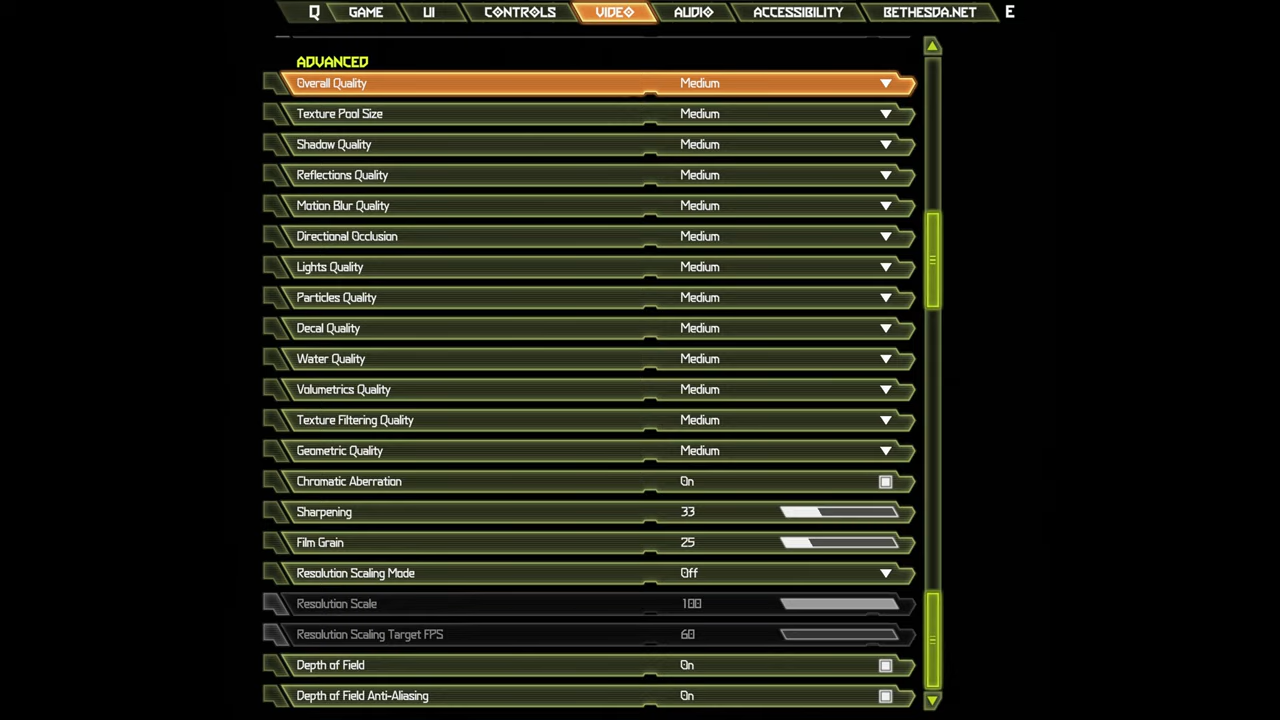 Q GAME UI CONTROLS VIDEO AUDIO ACCESSIBILITY BETHESDA.NET E
ADVANCED
Overall Quality Medium
Texture Pool Size Medium
Shadow Quality Medium
Reflections Quality Medium
Motion Blur Quality Medium
Directional Occlusion Medium
Lights Quality Medium
Particles Quality Medium
Decal Quality Medium
Water Quality Medium
Volumetrics Quality Medium
Texture Filtering Quality Medium
Geometric Quality Medium
Chromatic Aberration On
Sharpening 33
Film Grain 25
Resolution Scaling Mode Off
Resolution Scale 100
Resolution Scaling Target FPS 60
Depth of Field On
Depth of Field Anti-Aliasing On